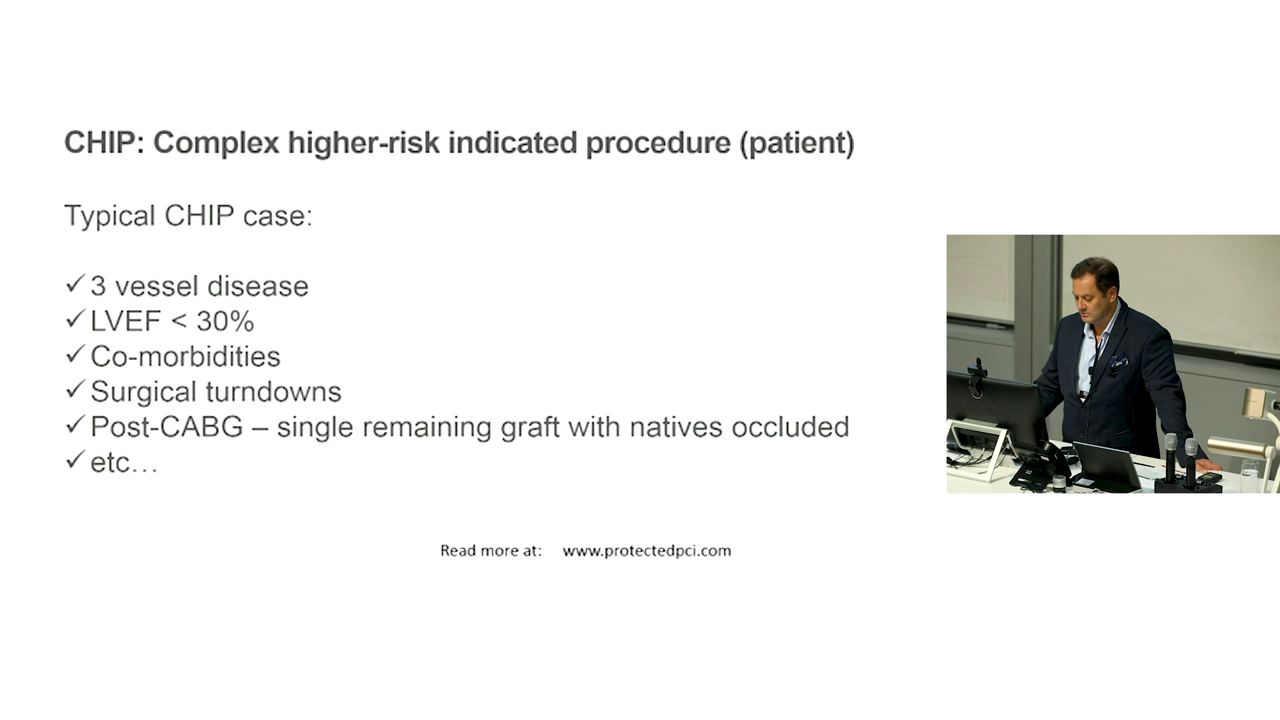 CHIP: Complex higher-risk indicated procedure (patient)
Typical CHIP case:
✓3 vessel disease
✓LVEF < 30%
✓Co-morbidities
✓Surgical turndowns
✓Post-CABG – single remaining graft with natives occluded
✓etc…
Read more at: www.protectedpci.com